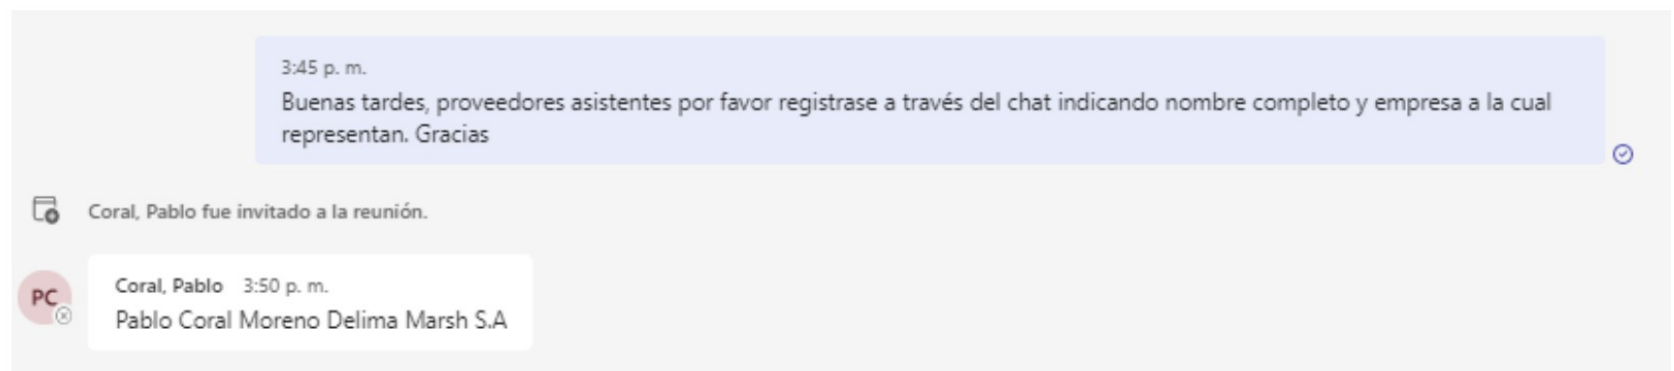 3:45 p. m.
Buenas tardes, proveedores asistentes por favor registrase a través del chat indicando nombre completo y empresa a la cual
representan. Gracias
Coral, Pablo fue invitado a la reunión.
PC
Coral, Pablo 3:50 p. m.
Pablo Coral Moreno Delima Marsh S.A